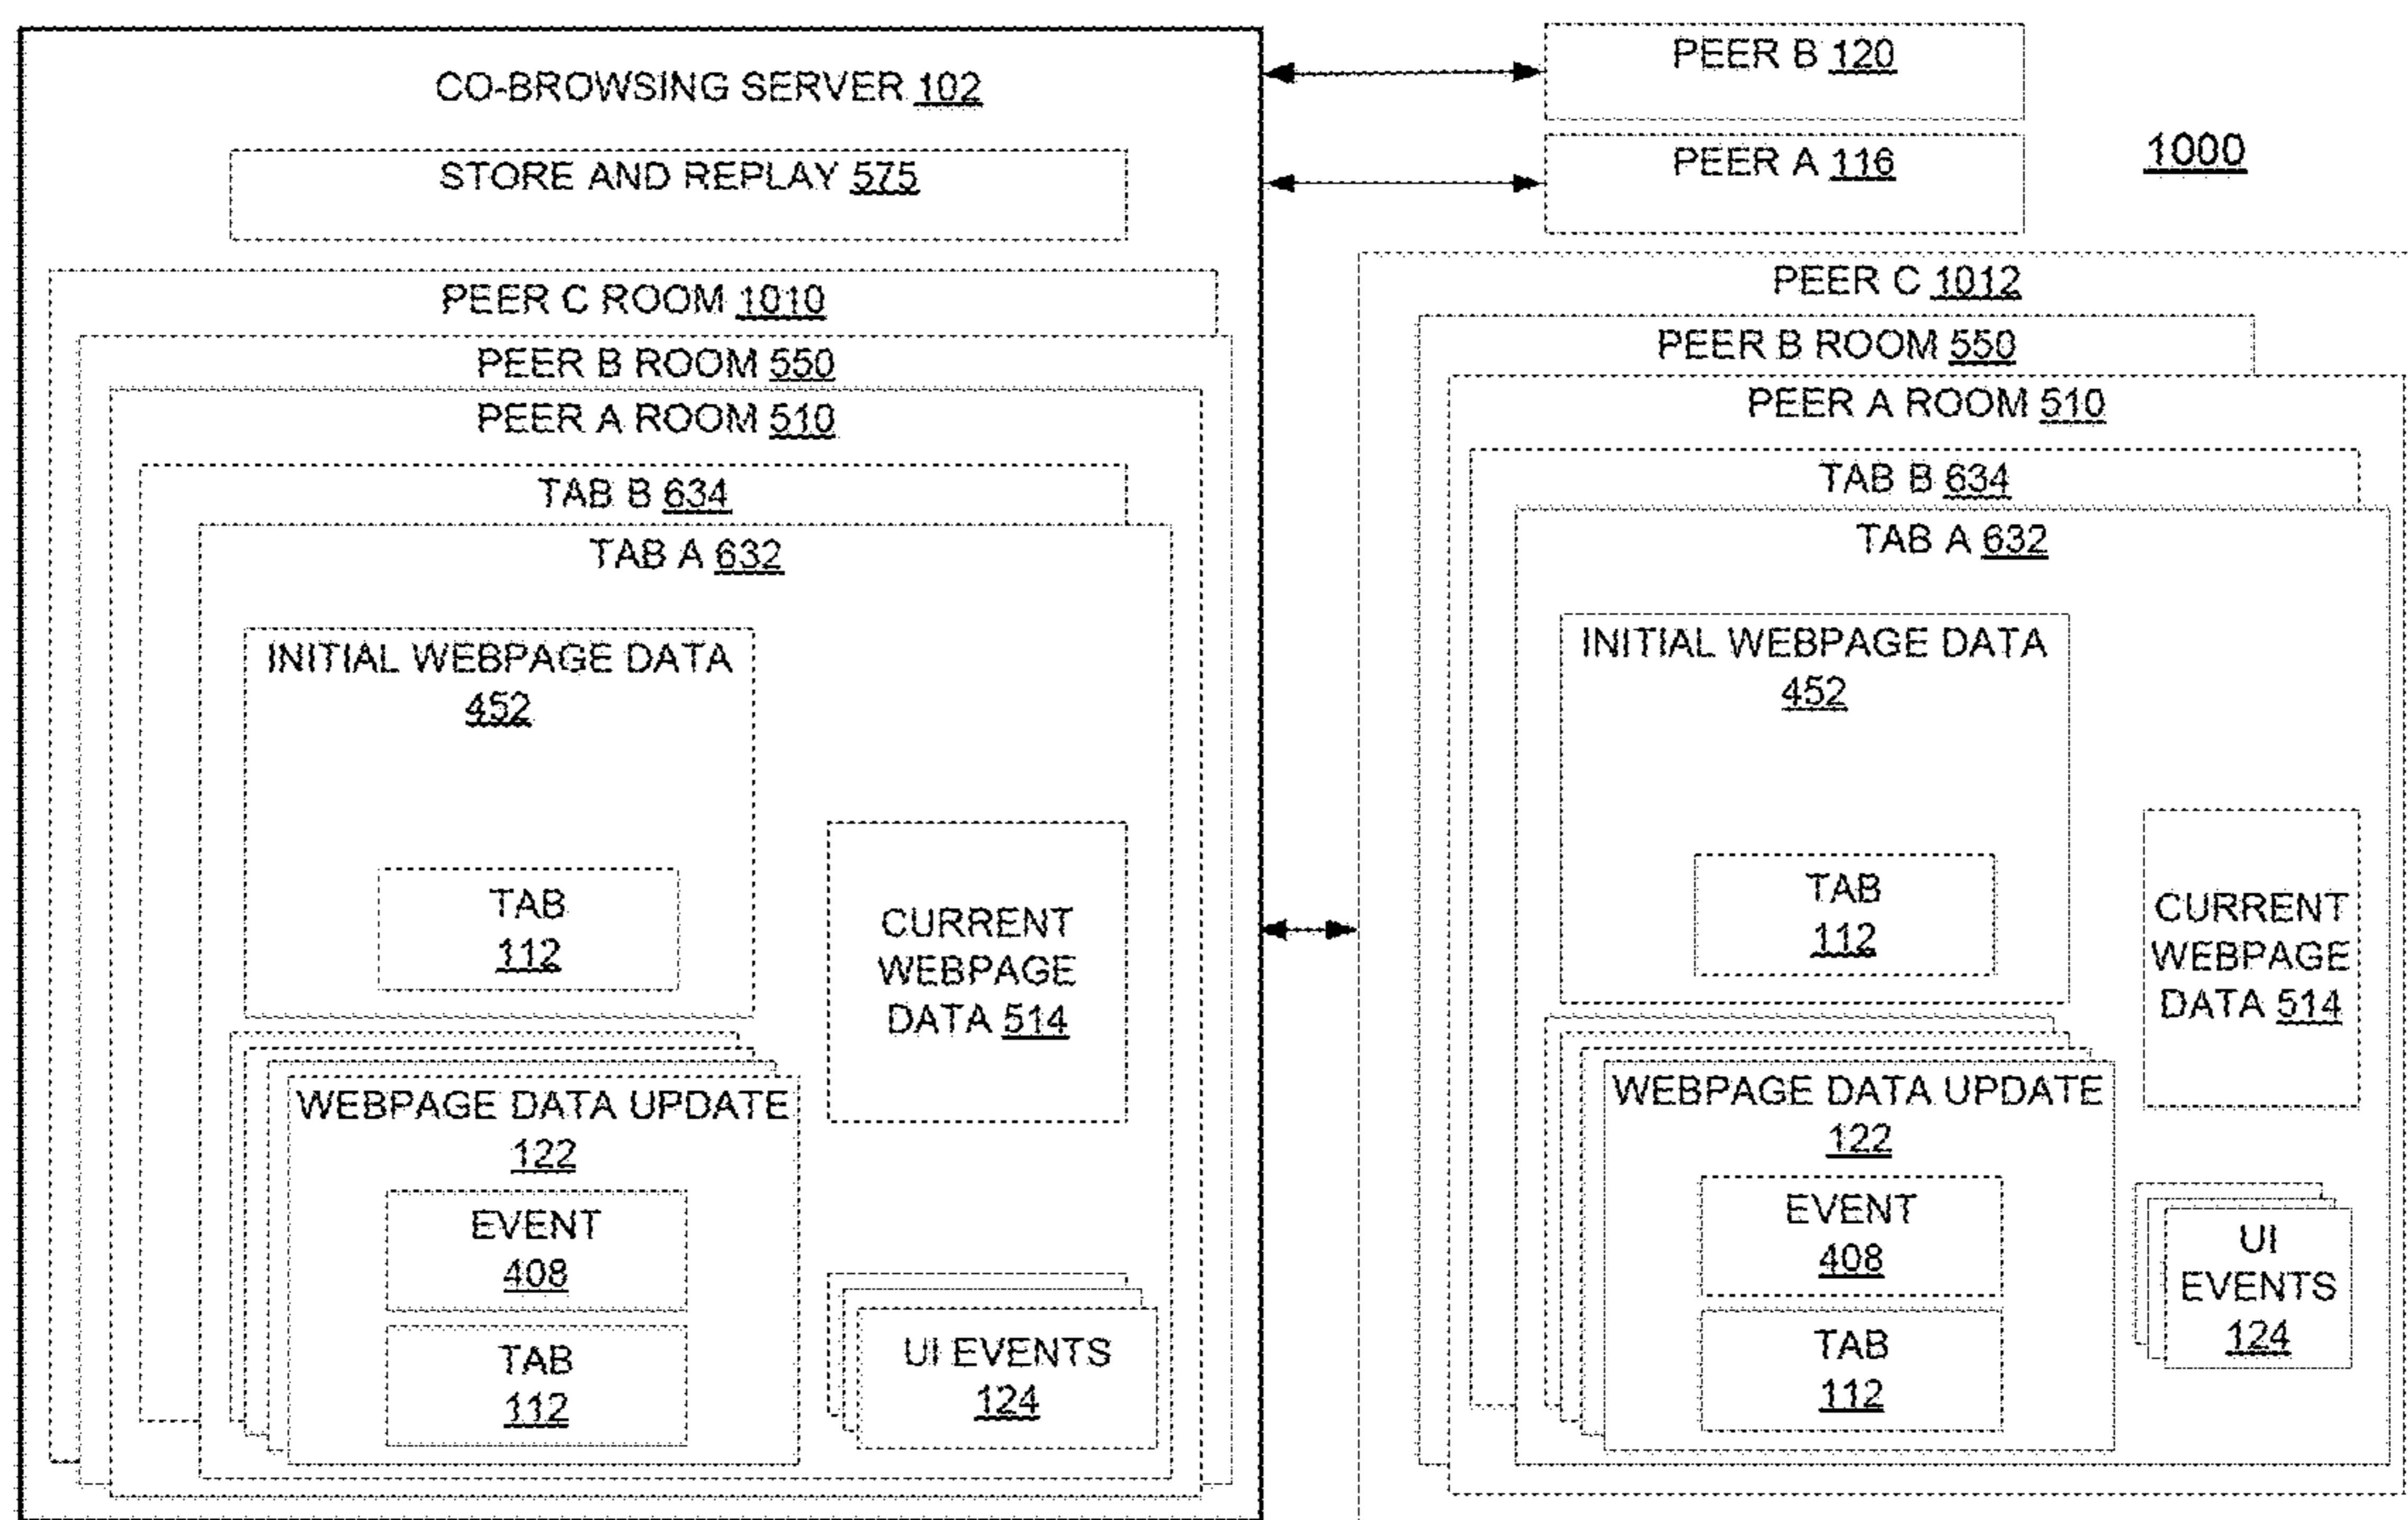 CO-BROWSING SERVER 102
STORE AND REPLAY 575
PEER C ROOM 1010
PEER B ROOM 550
PEER A ROOM 510
TAB B 634
TAB A 632
INITIAL WEBPAGE DATA
452
TAB
112
CURRENT
WEBPAGE
DATA 514
WEBPAGE DATA UPDATE
122
EVENT
408
TAB
112
UI EVENTS
124
PEER B 120
PEER A 116
1000
PEER C 1012
PEER B ROOM 550
PEER A ROOM 510
TAB B 634
TAB A 632
INITIAL WEBPAGE DATA
452
TAB
112
CURRENT
WEBPAGE
DATA 514
WEBPAGE DATA UPDATE
122
EVENT
408
TAB
112
UI
EVENTS
124